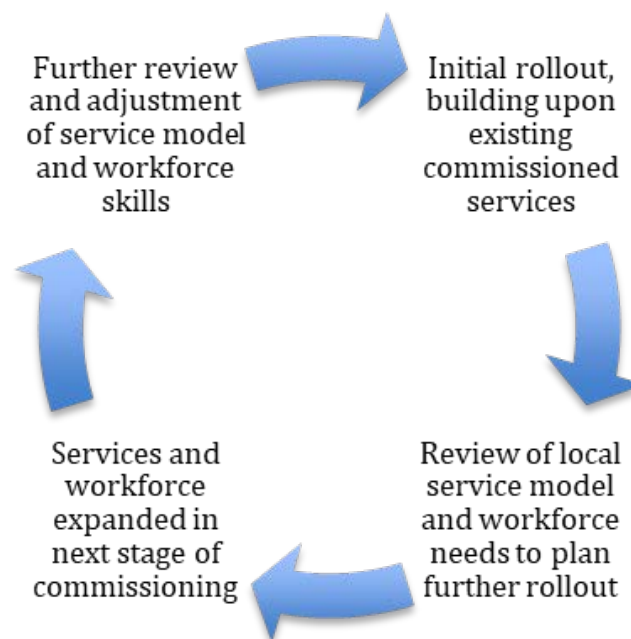 Further review
and adjustment
of service model
and workforce
skills
Initial rollout,
building upon
existing
commissioned
services
Services and
workforce
expanded in
next stage of
commissioning
Review of local
service model
and workforce
needs to plan
further rollout